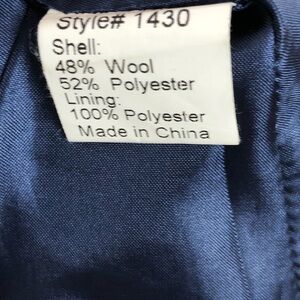 Style# 1430
Shell:
48% Wool
52% Polyester
Lining:
100% Polyester
Made in China